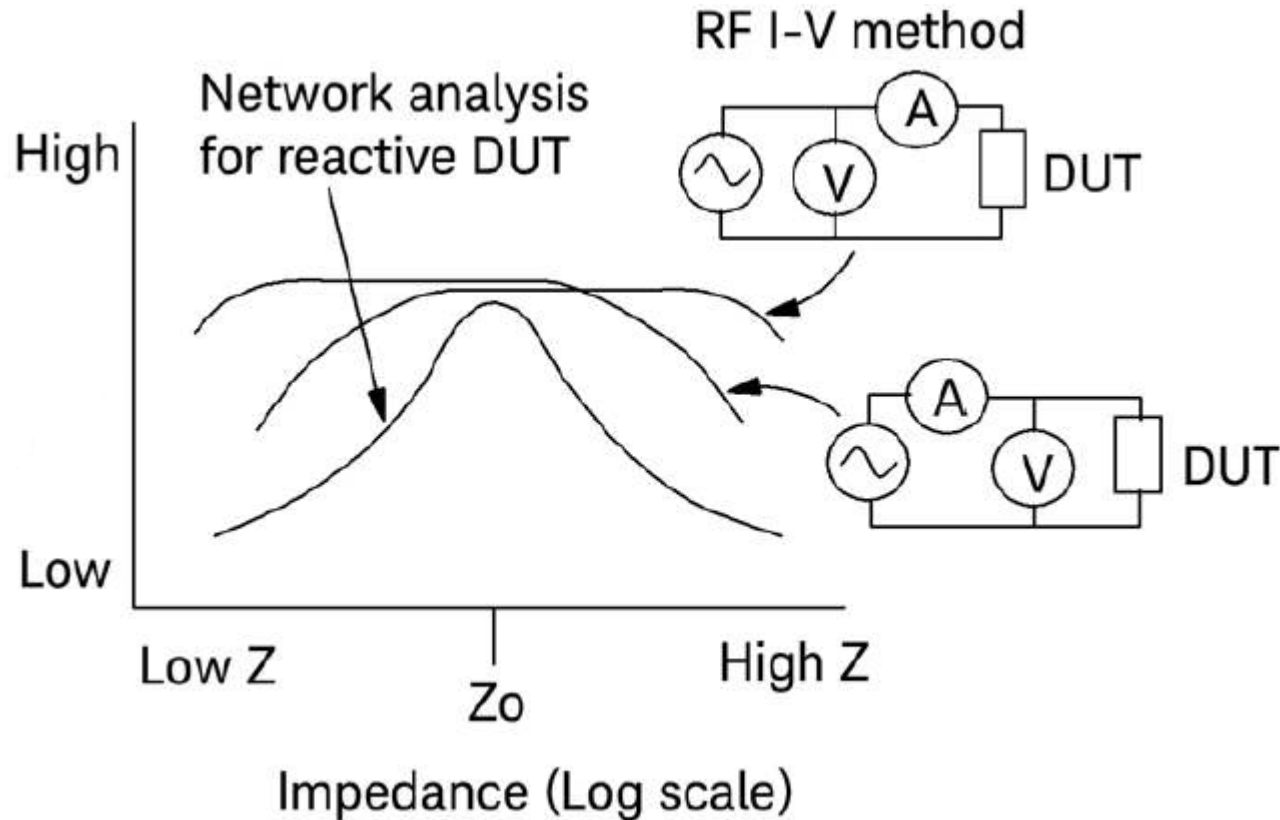 RF I-V method
Network analysis
for reactive DUT
High
A
V
DUT
A
V
DUT
Low
Low Z
Zo
High Z
Impedance (Log scale)